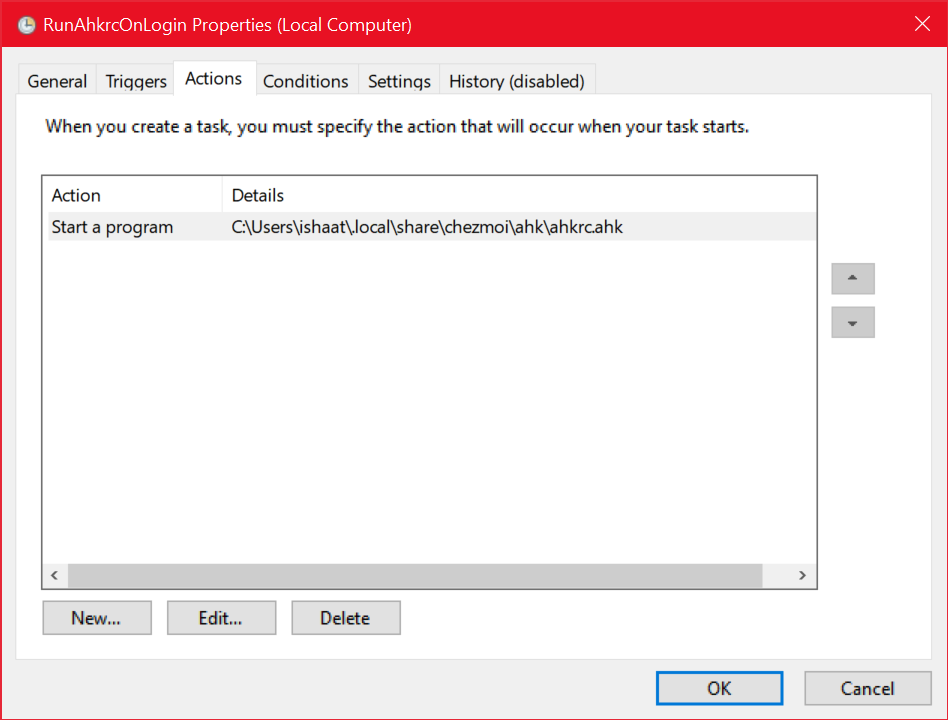 RunAhkrcOnLogin Properties (Local Computer)
General Triggers Actions Conditions Settings History (disabled)
When you create a task, you must specify the action that will occur when your task starts.
Action Details
Start a program C:\Users\ishaat\.local\share\chezmoi\ahk\ahkrc.ahk
New... Edit... Delete
OK Cancel